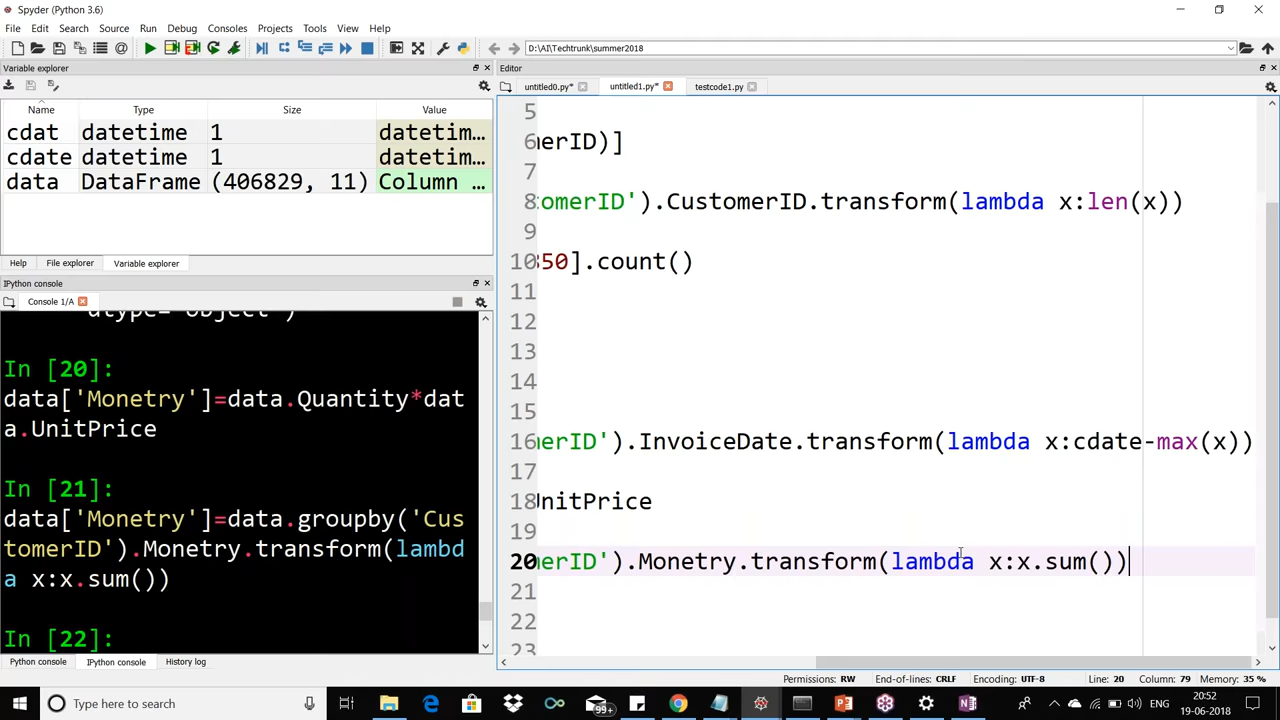 Spyder (Python 3.6)
File Edit Search Source Run Debug Consoles Projects Tools View Help
D:\AI\Techtrunk\summer2018
Variable explorer
Editor
untitled0.py* untitled1.py* testcode1.py
Name Type Size Value
cdat datetime 1 datetim...
cdate datetime 1 datetim...
data DataFrame (406829, 11) Column ...
Help File explorer Variable explorer
IPython console
Console 1/A
dtype='object')
In [20]:
data['Monetry']=data.Quantity*dat
a.UnitPrice
In [21]:
data['Monetry']=data.groupby('Cus
tomerID').Monetry.transform(lambd
a x:x.sum())
In [22]:
Python console IPython console History log
5
6 erID)]
7
8 omerID').CustomerID.transform(lambda x:len(x))
9
10 50].count()
11
12
13
14
15
16 erID').InvoiceDate.transform(lambda x:cdate-max(x))
17
18 nitPrice
19
20 erID').Monetry.transform(lambda x:x.sum())
21
22
23
Permissions: RW End-of-lines: CRLF Encoding: UTF-8 Line: 20 Column: 79 Memory: 35 %
Type here to search
99+
ENG
20:52
19-06-2018